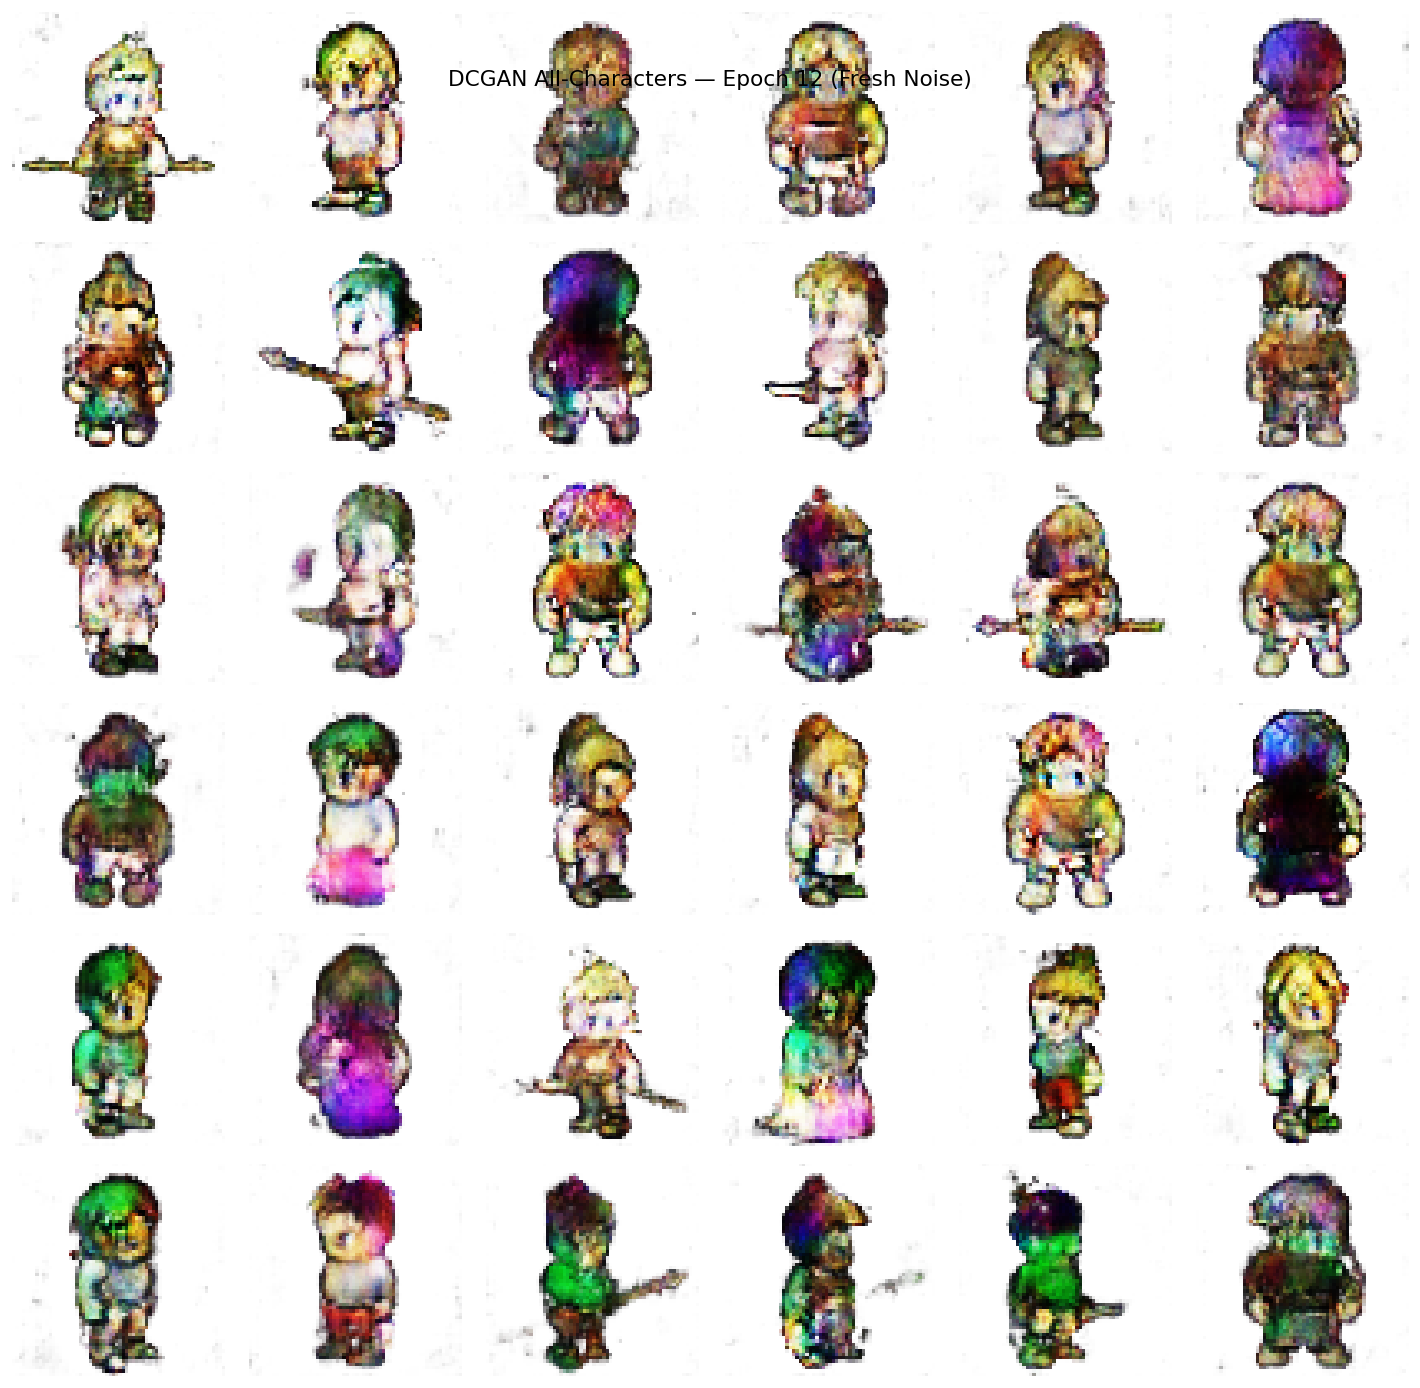 DCGAN All-Characters — Epoch 12 (Fresh Noise)